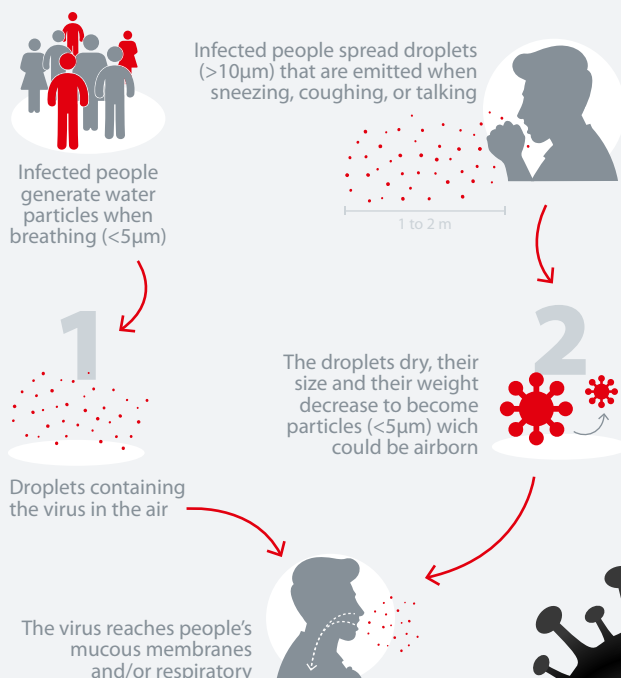 Infected people spread droplets
(>10µm) that are emitted when
sneezing, coughing, or talking
1 to 2 m
Infected people
generate water
particles when
breathing (<5µm)
1
Droplets containing
the virus in the air
2
The droplets dry, their
size and their weight
decrease to become
particles (<5µm) wich
could be airborn
The virus reaches people's
mucous membranes
and/or respiratory